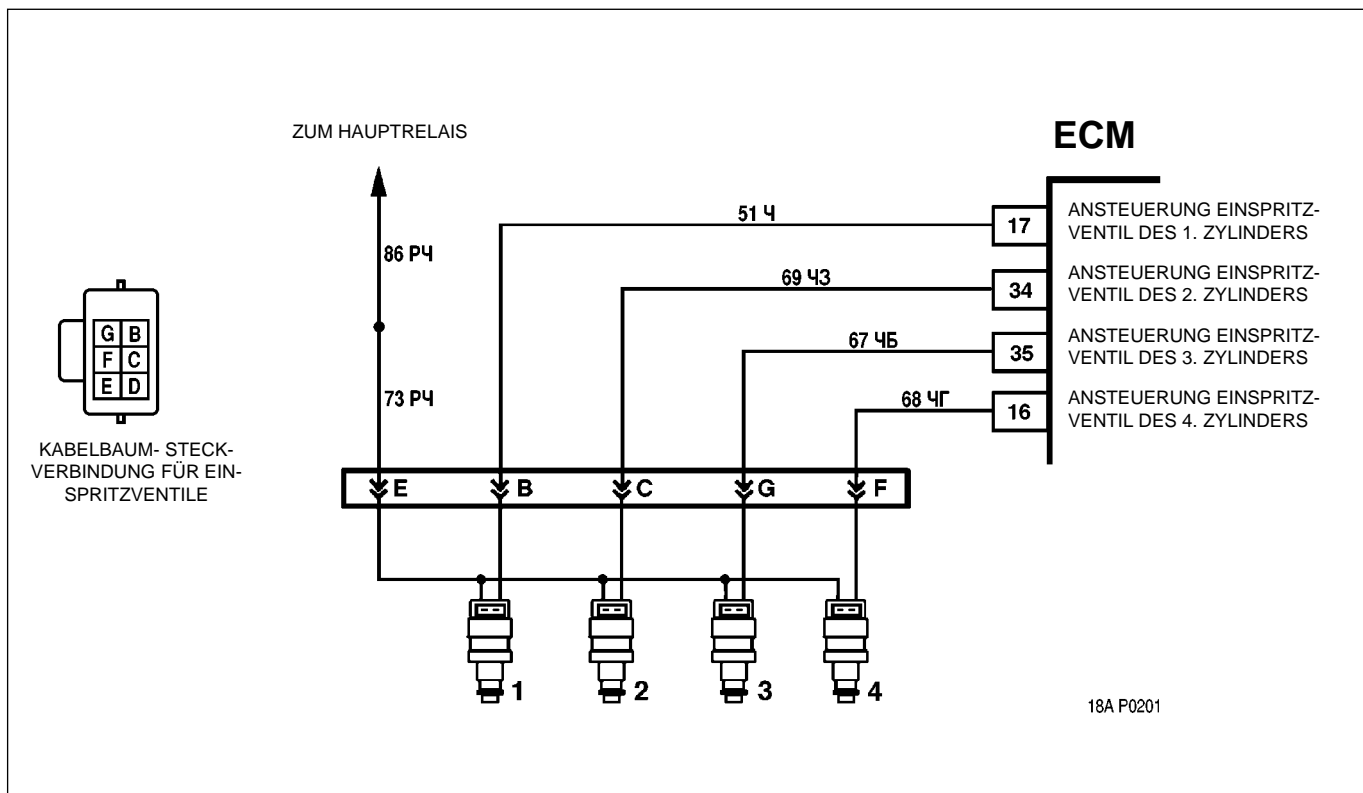 ZUM HAUPTRELAIS
ECM
51 Ч
17
ANSTEUERUNG EINSPRITZ-
VENTIL DES 1. ZYLINDERS
86 РЧ
69 ЧЗ
34
ANSTEUERUNG EINSPRITZ-
VENTIL DES 2. ZYLINDERS
67 ЧБ
35
ANSTEUERUNG EINSPRITZ-
VENTIL DES 3. ZYLINDERS
73 РЧ
68 ЧГ
16
ANSTEUERUNG EINSPRITZ-
VENTIL DES 4. ZYLINDERS
G B
F C
E D
KABELBAUM- STECK-
VERBINDUNG FÜR EIN-
SPRITZVENTILE
E B C G F
1 2 3 4
18A P0201